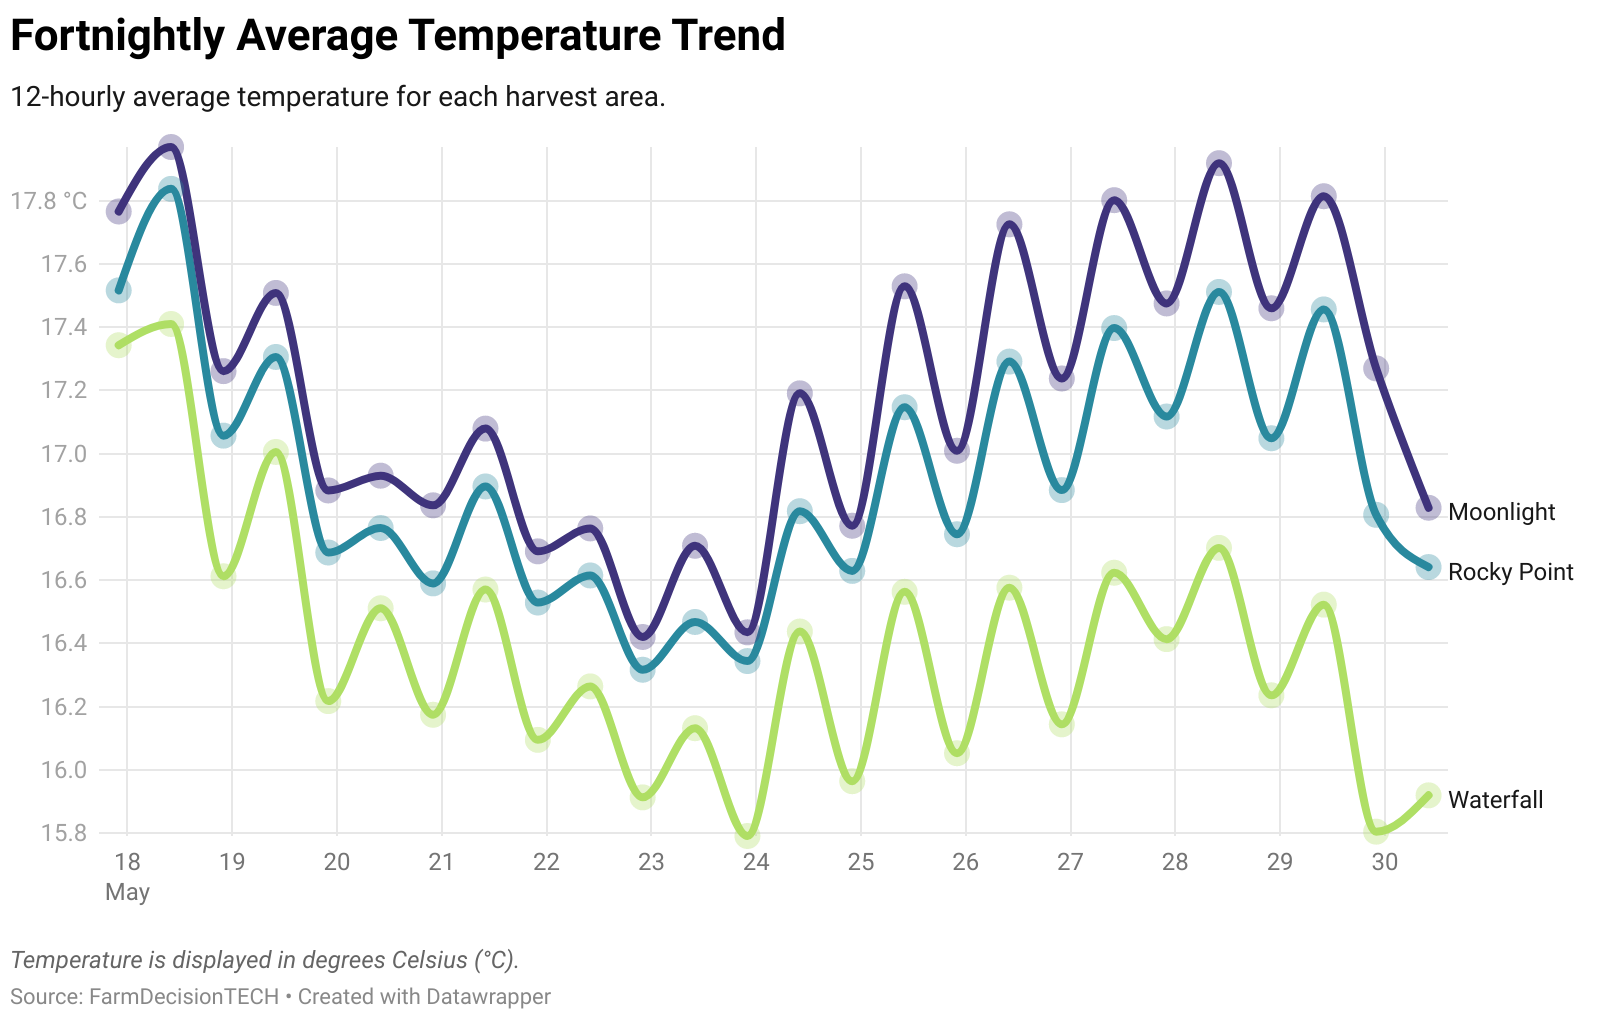 Fortnightly Average Temperature Trend
12-hourly average temperature for each harvest area.
17.8 °C
17.6
17.4
17.2
17.0
16.8
16.6
16.4
16.2
16.0
15.8
Moonlight
Rocky Point
Waterfall
18 19 20 21 22 23 24 25 26 27 28 29 30
May
Temperature is displayed in degrees Celsius (°C).
Source: FarmDecisionTECH • Created with Datawrapper